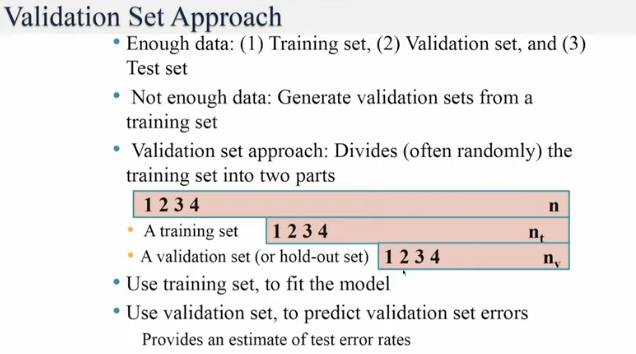 Validation Set Approach
• Enough data: (1) Training set, (2) Validation set, and (3)
Test set
• Not enough data: Generate validation sets from a
training set
• Validation set approach: Divides (often randomly) the
training set into two parts
1 2 3 4 n
• A training set 1 2 3 4 nₜ
• A validation set (or hold-out set) 1 2 3 4 nᵥ
• Use training set, to fit the model
• Use validation set, to predict validation set errors
Provides an estimate of test error rates